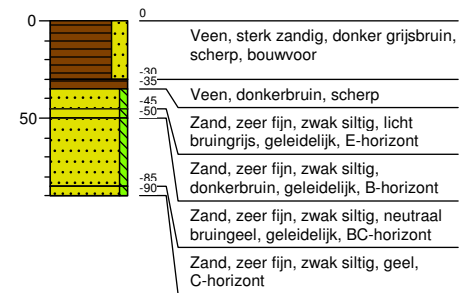 0
0
Veen, sterk zandig, donker grijsbruin,
scherp, bouwvoor
-30
-35
Veen, donkerbruin, scherp
-45
-50
50
Zand, zeer fijn, zwak siltig, licht
bruingrijs, geleidelijk, E-horizont
Zand, zeer fijn, zwak siltig,
donkerbruin, geleidelijk, B-horizont
-85
-90
Zand, zeer fijn, zwak siltig, neutraal
bruingeel, geleidelijk, BC-horizont
Zand, zeer fijn, zwak siltig, geel,
C-horizont